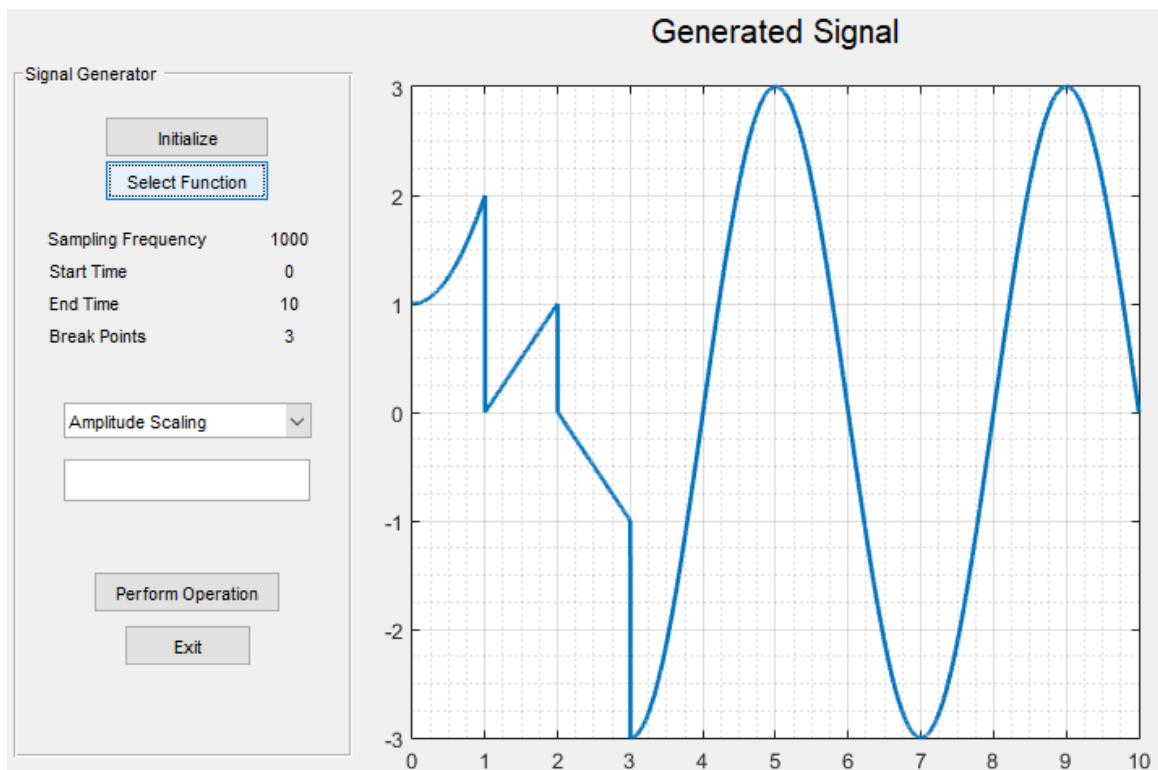 Generated Signal
Signal Generator
Initialize
Select Function
Sampling Frequency 1000
Start Time 0
End Time 10
Break Points 3
Amplitude Scaling
Perform Operation
Exit
3
2
1
0
-1
-2
-3
0 1 2 3 4 5 6 7 8 9 10